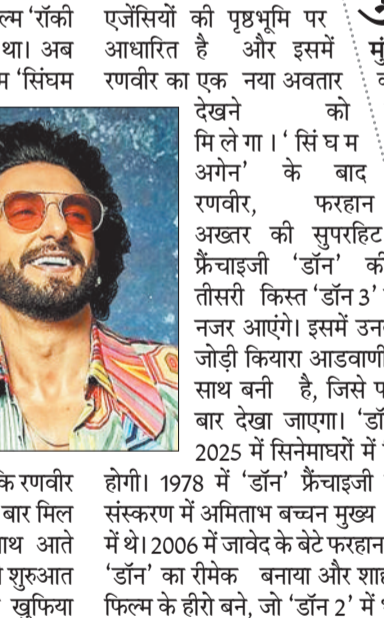 ल्म ‘रॉकी
था। अब
म ‘सिंघम
कि रणवीर
बार मिल
ाथ आते
शुरुआत
खुफिया
एजेंसियों की पृष्ठभूमि पर
आधारित है और इसमें
रणवीर का एक नया अवतार
देखने को
मिलेगा। ‘सिंघम
अगेन’ के बाद
रणवीर, फरहान
अख्तर की सुपरहिट
फ्रैंचाइजी ‘डॉन’ की
तीसरी किस्त ‘डॉन 3’
नजर आएंगे। इसमें उन
जोड़ी कियारा आडवाणी
साथ बनी है, जिसे प
बार देखा जाएगा। ‘डॉ
2025 में सिनेमाघरों में
होगी। 1978 में ‘डॉन’ फ्रैंचाइजी
संस्करण में अमिताभ बच्चन मुख्य
में थे। 2006 में जावेद के बेटे फरहान
‘डॉन’ का रीमेक बनाया और शाह
फिल्म के हीरो बने, जो ‘डॉन 2’ में
मुं